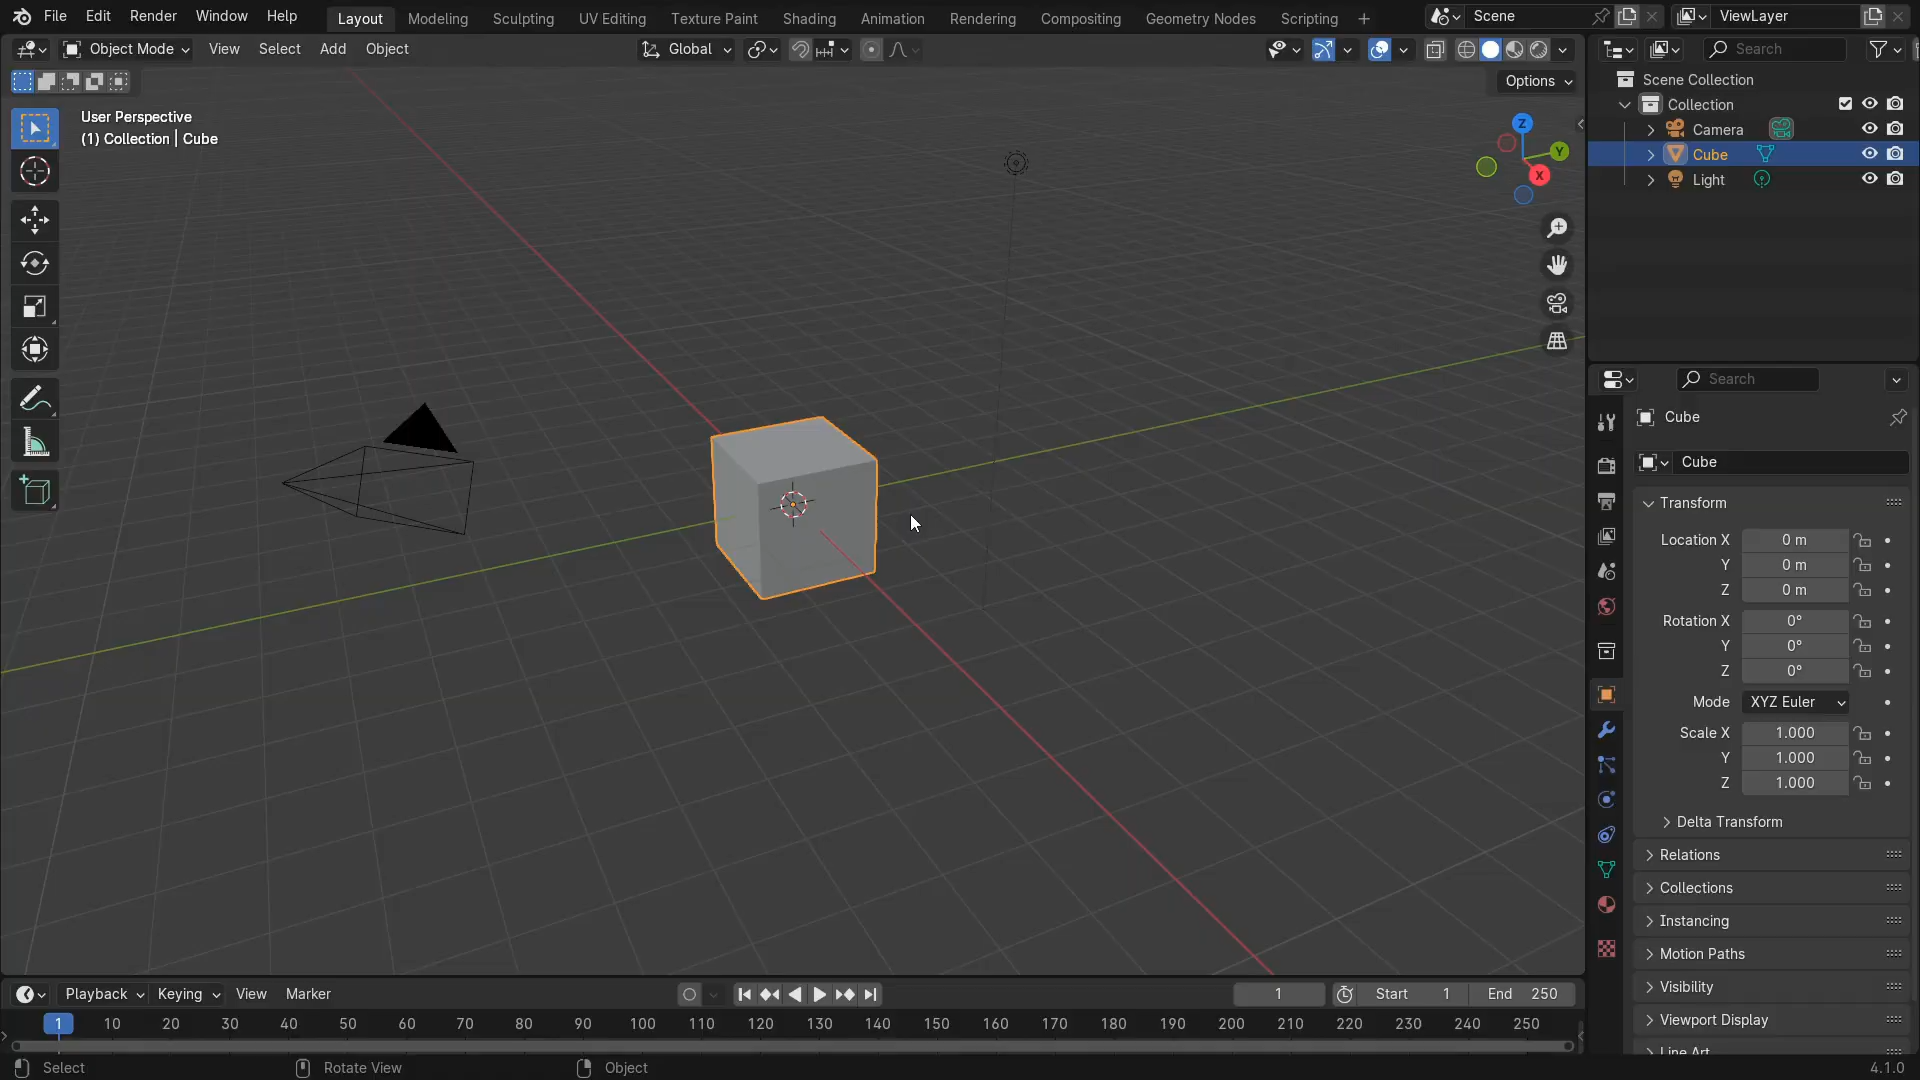 File Edit Render Window Help Layout Modeling Sculpting UV Editing Texture Paint Shading Animation Rendering Compositing Geometry Nodes Scripting + Scene ViewLayer
Object Mode View Select Add Object Global Search
Options
User Perspective
(1) Collection | Cube
Z
Y
X
Scene Collection
Collection
Camera
Cube
Light
Search
Cube
Cube
Transform
Location X 0 m
Y 0 m
Z 0 m
Rotation X 0°
Y 0°
Z 0°
Mode XYZ Euler
Scale X 1.000
Y 1.000
Z 1.000
Delta Transform
Relations
Collections
Instancing
Motion Paths
Visibility
Viewport Display
Line Art
Playback Keying View Marker 1 Start 1 End 250
1 10 20 30 40 50 60 70 80 90 100 110 120 130 140 150 160 170 180 190 200 210 220 230 240 250
Select Rotate View Object 4.1.0